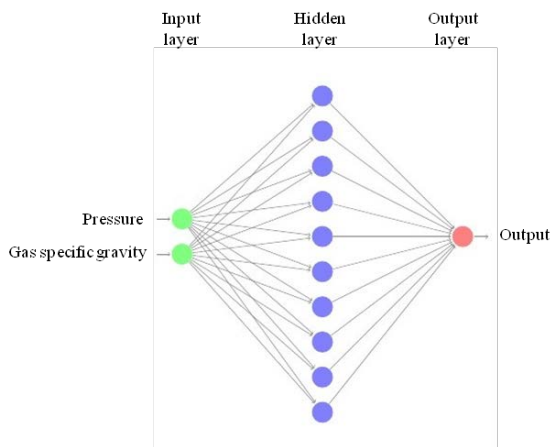 Input
layer
Hidden
layer
Output
layer
Pressure
Gas specific gravity
Output